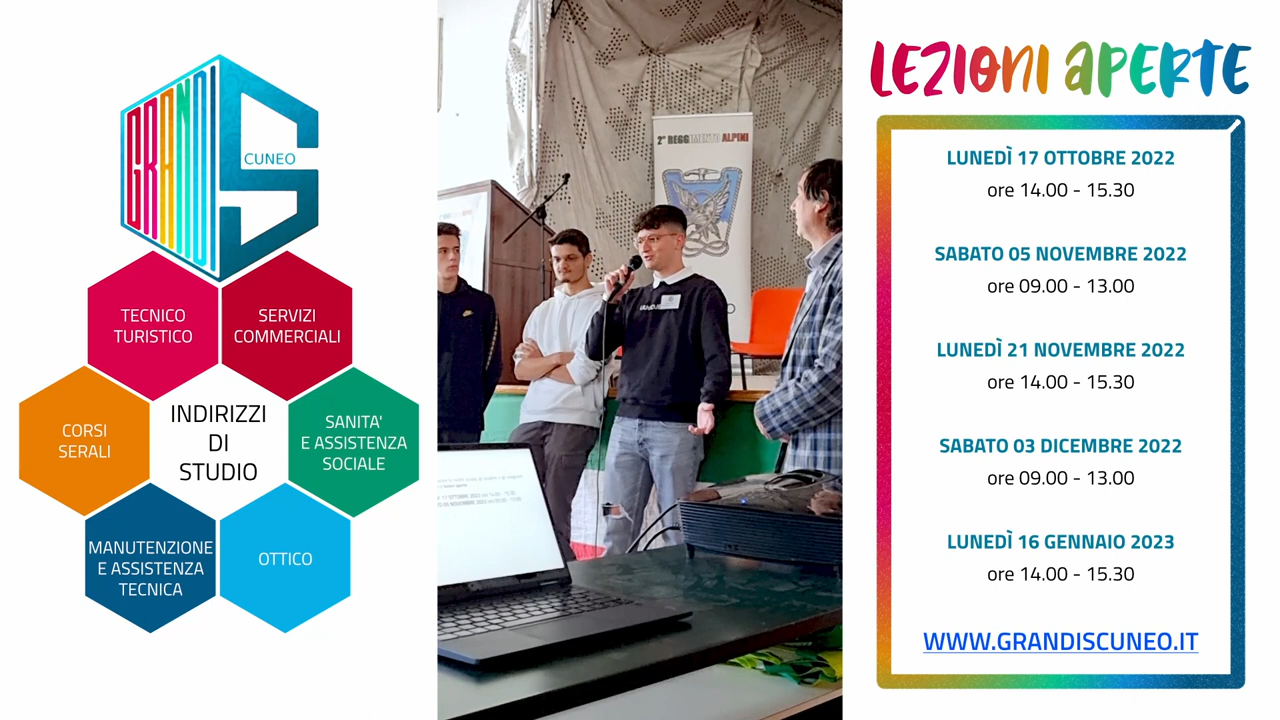 GRANDI
S
CUNEO
TECNICO
TURISTICO
SERVIZI
COMMERCIALI
CORSI
SERALI
INDIRIZZI
DI
STUDIO
SANITA'
E ASSISTENZA
SOCIALE
MANUTENZIONE
E ASSISTENZA
TECNICA
OTTICO
2° REGGIMENTO ALPINI
LEZIONI APERTE
LUNEDÌ 17 OTTOBRE 2022
ore 14.00 - 15.30
SABATO 05 NOVEMBRE 2022
ore 09.00 - 13.00
LUNEDÌ 21 NOVEMBRE 2022
ore 14.00 - 15.30
SABATO 03 DICEMBRE 2022
ore 09.00 - 13.00
LUNEDÌ 16 GENNAIO 2023
ore 14.00 - 15.30
WWW.GRANDISCUNEO.IT